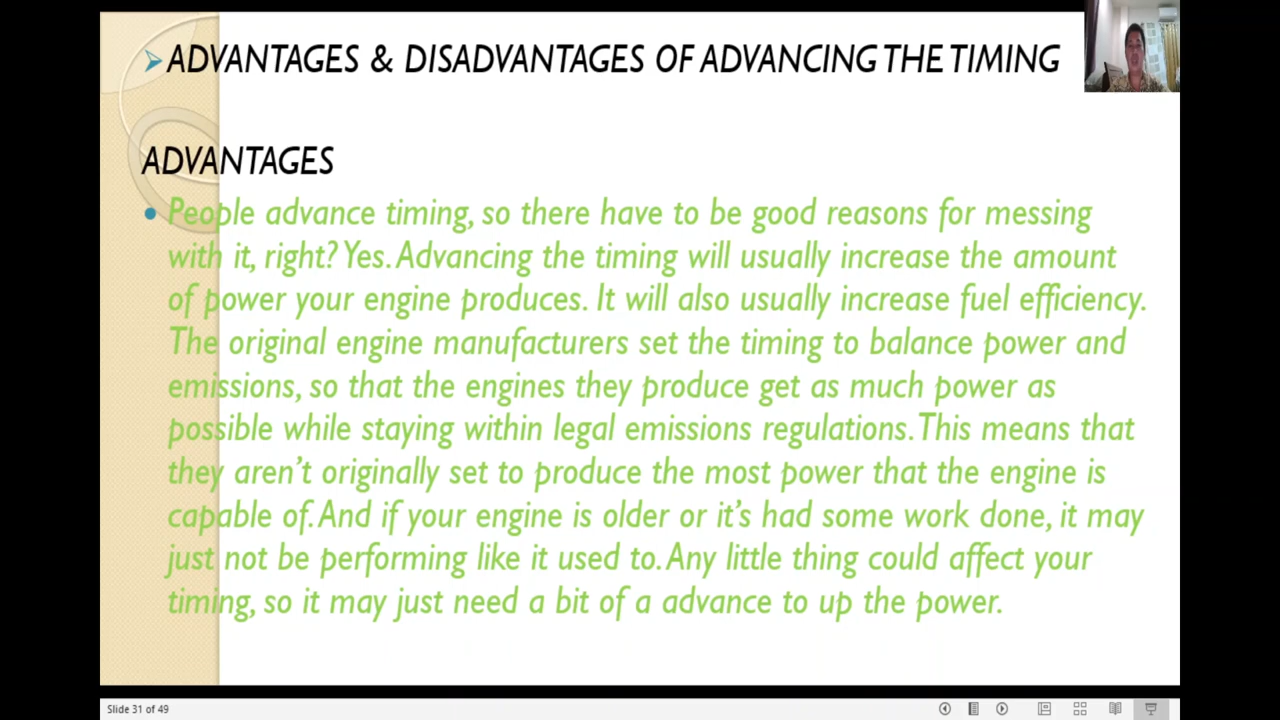 ADVANTAGES & DISADVANTAGES OF ADVANCING THE TIMING
ADVANTAGES
People advance timing, so there have to be good reasons for messing
with it, right? Yes. Advancing the timing will usually increase the amount
of power your engine produces. It will also usually increase fuel efficiency.
The original engine manufacturers set the timing to balance power and
emissions, so that the engines they produce get as much power as
possible while staying within legal emissions regulations. This means that
they aren’t originally set to produce the most power that the engine is
capable of. And if your engine is older or it’s had some work done, it may
just not be performing like it used to. Any little thing could affect your
timing, so it may just need a bit of a advance to up the power.
Slide 31 of 49